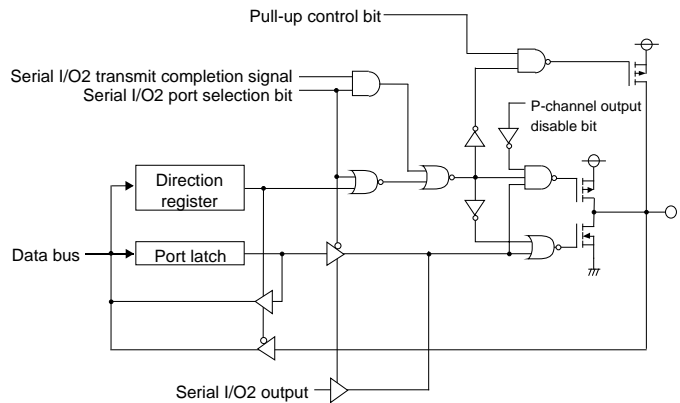 Pull-up control bit
Serial I/O2 transmit completion signal
Serial I/O2 port selection bit
P-channel output
disable bit
Direction
register
Data bus
Port latch
Serial I/O2 output